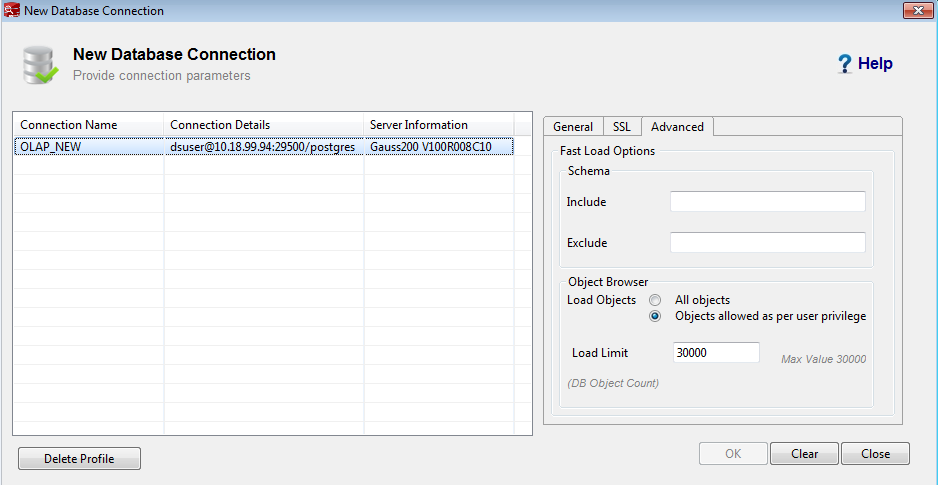 New Database Connection
New Database Connection
Provide connection parameters
? Help
Connection Name Connection Details Server Information
OLAP_NEW dsuser@10.18.99.94:29500/postgres Gauss200 V100R008C10
General SSL Advanced
Fast Load Options
Schema
Include
Exclude
Object Browser
Load Objects All objects
Objects allowed as per user privilege
Load Limit 30000 Max Value 30000
(DB Object Count)
Delete Profile
OK Clear Close